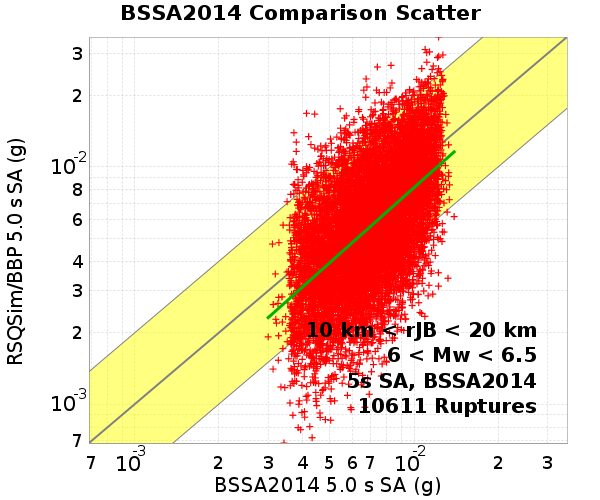 BSSA2014 Comparison Scatter
RSQSim/BBP 5.0 s SA (g)
3
2
10-2
8
6
4
3
2
10-3
7
10 km < rJB < 20 km
6 < Mw < 6.5
5s SA, BSSA2014
10611 Ruptures
7 10-3 2 3 4 5 6 7 10-2 2 3
BSSA2014 5.0 s SA (g)